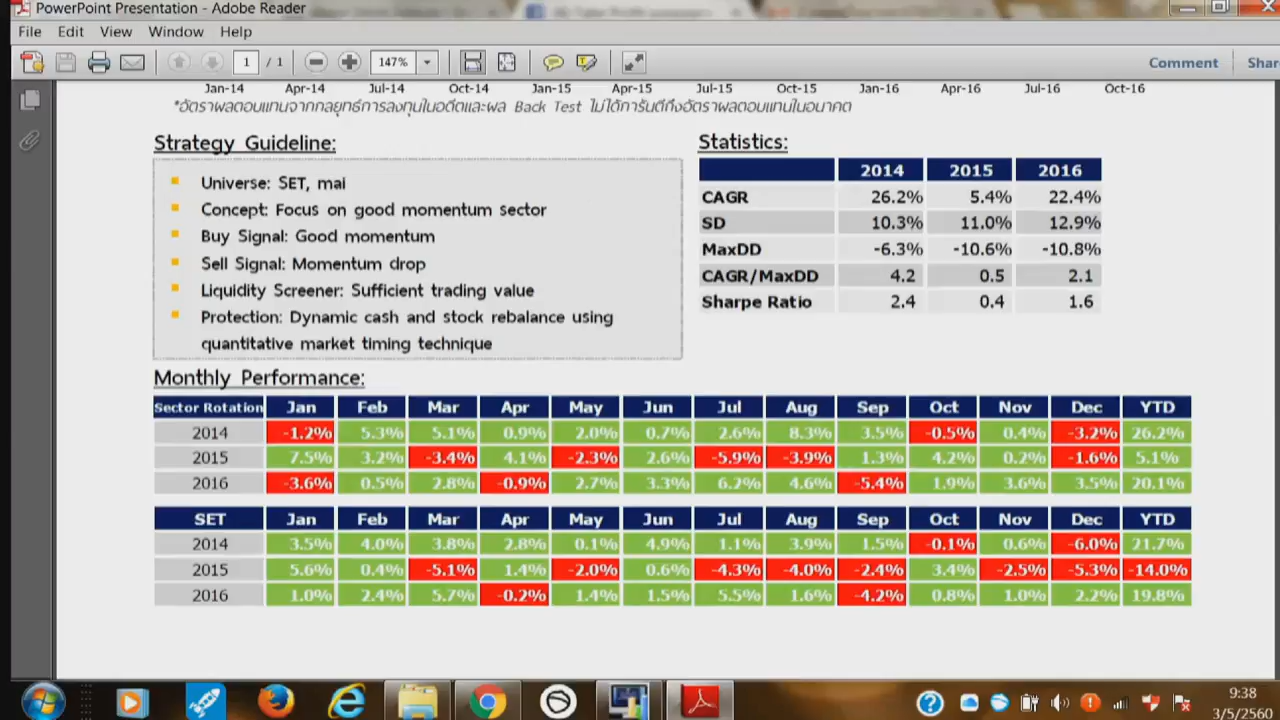 PowerPoint Presentation - Adobe Reader
File Edit View Window Help
1 / 1 147% Comment Shar
Jan-14 Apr-14 Jul-14 Oct-14 Jan-15 Apr-15 Jul-15 Oct-15 Jan-16 Apr-16 Jul-16 Oct-16
*อัตราผลตอบแทนจากกลยุทธ์การลงทุนในอดีตและผล Back Test ไม่ได้การันตีถึงอัตราผลตอบแทนในอนาคต
Strategy Guideline:
Universe: SET, mai
Concept: Focus on good momentum sector
Buy Signal: Good momentum
Sell Signal: Momentum drop
Liquidity Screener: Sufficient trading value
Protection: Dynamic cash and stock rebalance using
quantitative market timing technique
Statistics:
2014 2015 2016
CAGR 26.2% 5.4% 22.4%
SD 10.3% 11.0% 12.9%
MaxDD -6.3% -10.6% -10.8%
CAGR/MaxDD 4.2 0.5 2.1
Sharpe Ratio 2.4 0.4 1.6
Monthly Performance:
Sector Rotation Jan Feb Mar Apr May Jun Jul Aug Sep Oct Nov Dec YTD
2014 -1.2% 5.3% 5.1% 0.9% 2.0% 0.7% 2.6% 8.3% 3.5% -0.5% 0.4% -3.2% 26.2%
2015 7.5% 3.2% -3.4% 4.1% -2.3% 2.6% -5.9% -3.9% 1.3% 4.2% 0.2% -1.6% 5.1%
2016 -3.6% 0.5% 2.8% -0.9% 2.7% 3.3% 6.2% 4.6% -5.4% 1.9% 3.6% 3.5% 20.1%
SET Jan Feb Mar Apr May Jun Jul Aug Sep Oct Nov Dec YTD
2014 3.5% 4.0% 3.8% 2.8% 0.1% 4.9% 1.1% 3.9% 1.5% -0.1% 0.6% -6.0% 21.7%
2015 5.6% 0.4% -5.1% 1.4% -2.0% 0.6% -4.3% -4.0% -2.4% 3.4% -2.5% -5.3% -14.0%
2016 1.0% 2.4% 5.7% -0.2% 1.4% 1.5% 5.5% 1.6% -4.2% 0.8% 1.0% 2.2% 19.8%
9:38
3/5/2560